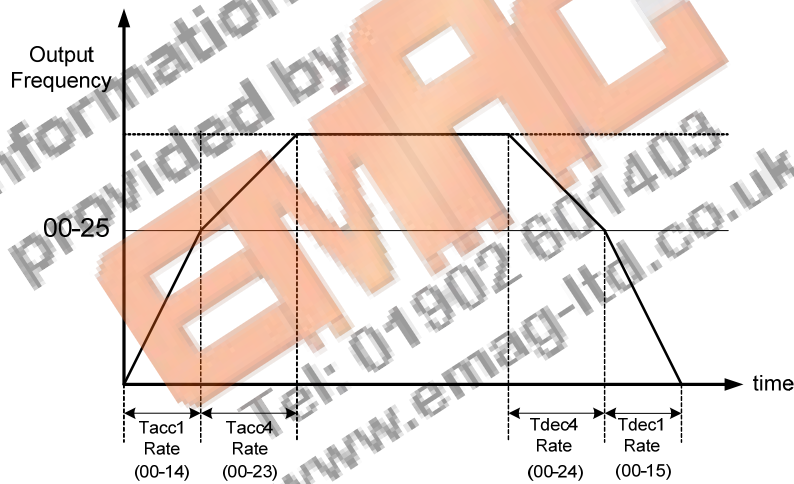 Output
Frequency
00-25
time
Tacc1
Rate
(00-14)
Tacc4
Rate
(00-23)
Tdec4
Rate
(00-24)
Tdec1
Rate
(00-15)
Information
provided by
EMAC
Tel: 01902 601403
www.emag-ltd.co.uk